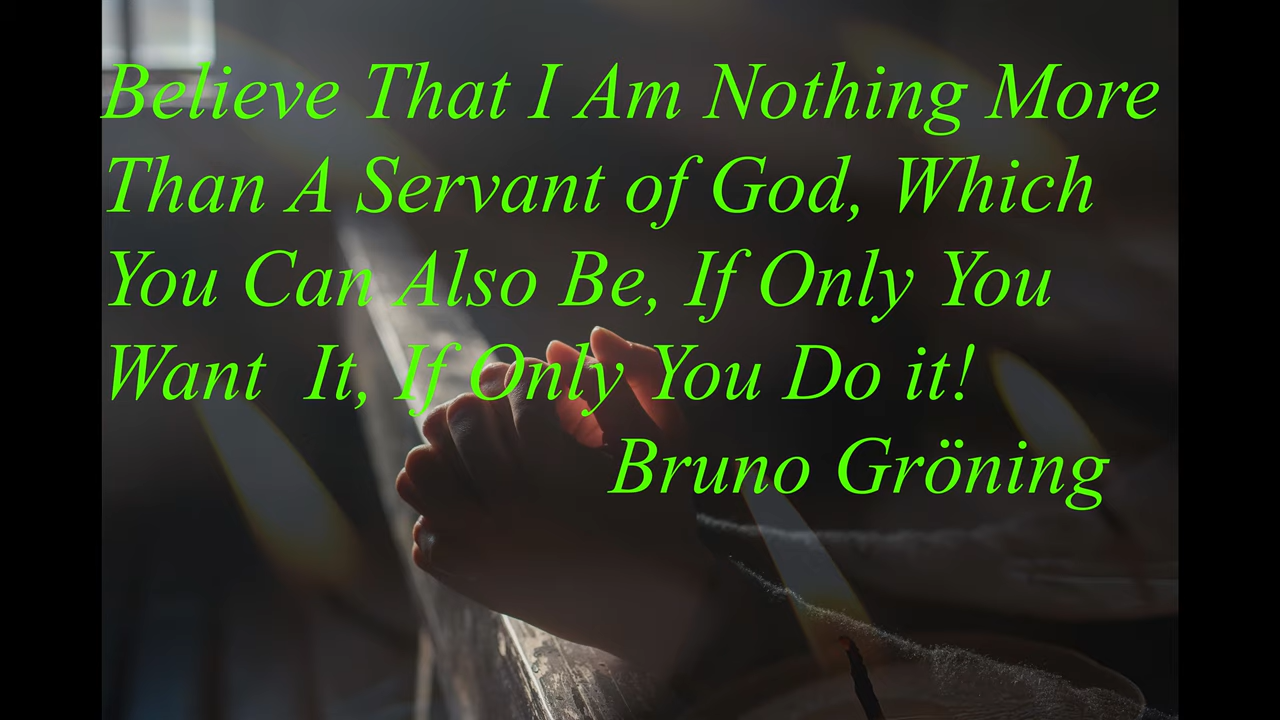 Believe That I Am Nothing More
Than A Servant of God, Which
You Can Also Be, If Only You
Want  It, If Only You Do it!
Bruno Gröning